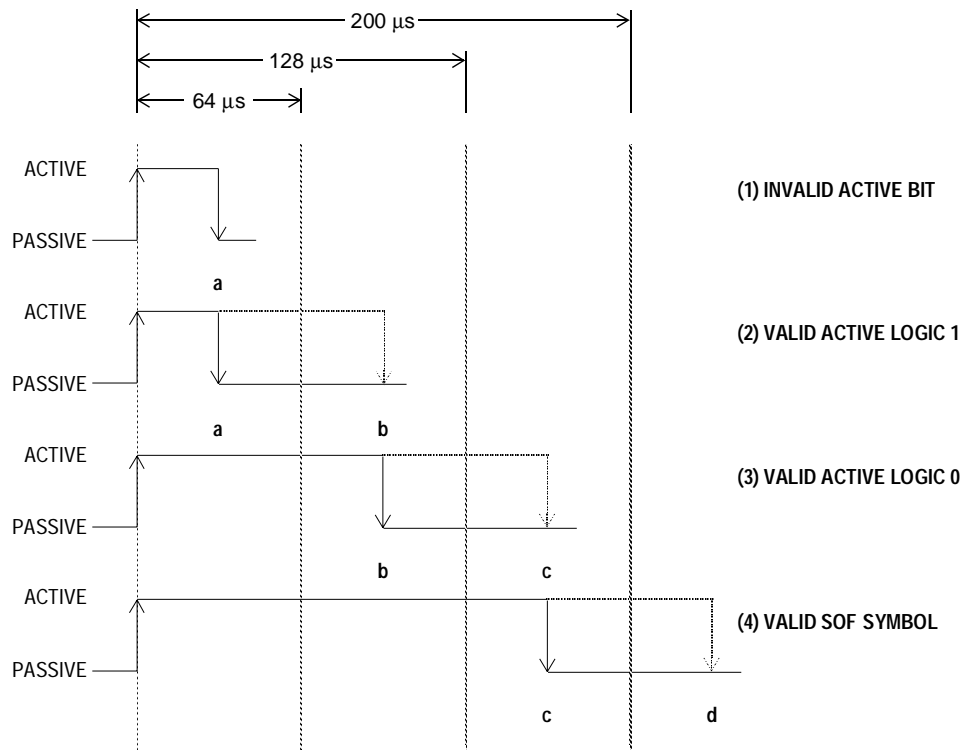 200 μs
128 μs
64 μs
ACTIVE
(1) INVALID ACTIVE BIT
PASSIVE
a
ACTIVE
(2) VALID ACTIVE LOGIC 1
PASSIVE
a b
ACTIVE
(3) VALID ACTIVE LOGIC 0
PASSIVE
b c
ACTIVE
(4) VALID SOF SYMBOL
PASSIVE
c d